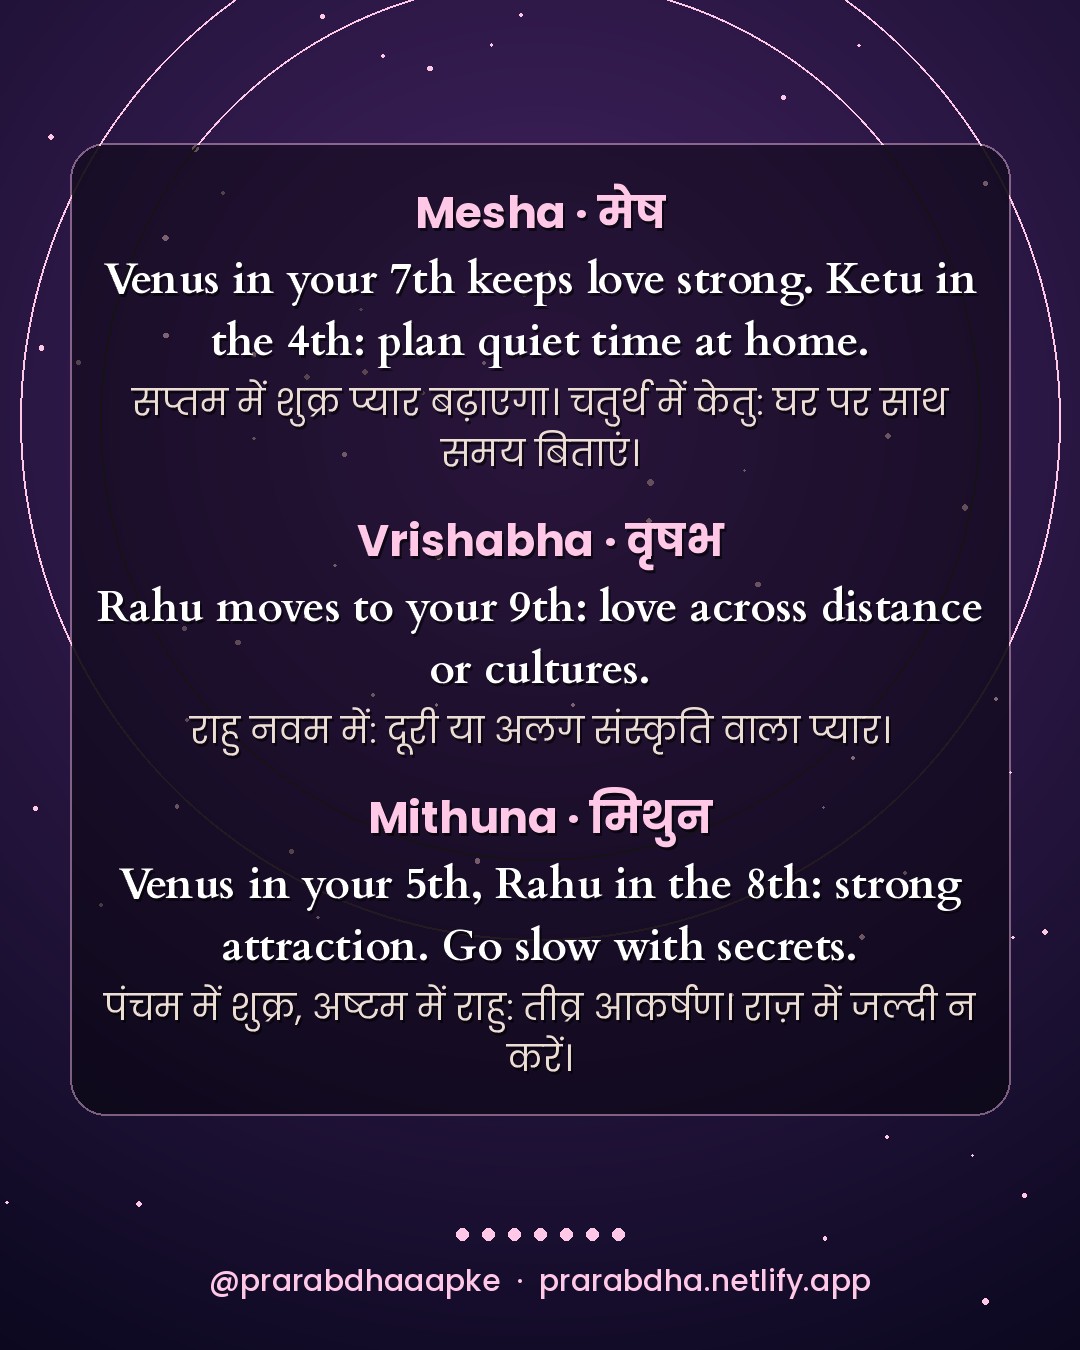 Mesha · मेष
Venus in your 7th keeps love strong. Ketu in
the 4th: plan quiet time at home.
सप्तम में शुक्र प्यार बढ़ाएगा। चतुर्थ में केतु: घर पर साथ
समय बिताएं।
Vrishabha · वृषभ
Rahu moves to your 9th: love across distance
or cultures.
राहु नवम में: दूरी या अलग संस्कृति वाला प्यार।
Mithuna · मिथुन
Venus in your 5th, Rahu in the 8th: strong
attraction. Go slow with secrets.
पंचम में शुक्र, अष्टम में राहु: तीव्र आकर्षण। राज़ में जल्दी न
करें।
@prarabdhaaapke · prarabdha.netlify.app